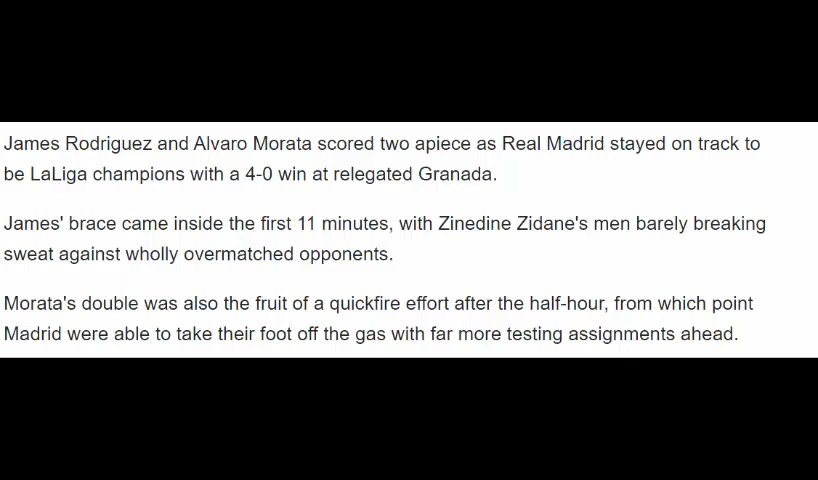 James Rodriguez and Alvaro Morata scored two apiece as Real Madrid stayed on track to
be LaLiga champions with a 4-0 win at relegated Granada.
James' brace came inside the first 11 minutes, with Zinedine Zidane's men barely breaking
sweat against wholly overmatched opponents.
Morata's double was also the fruit of a quickfire effort after the half-hour, from which point
Madrid were able to take their foot off the gas with far more testing assignments ahead.